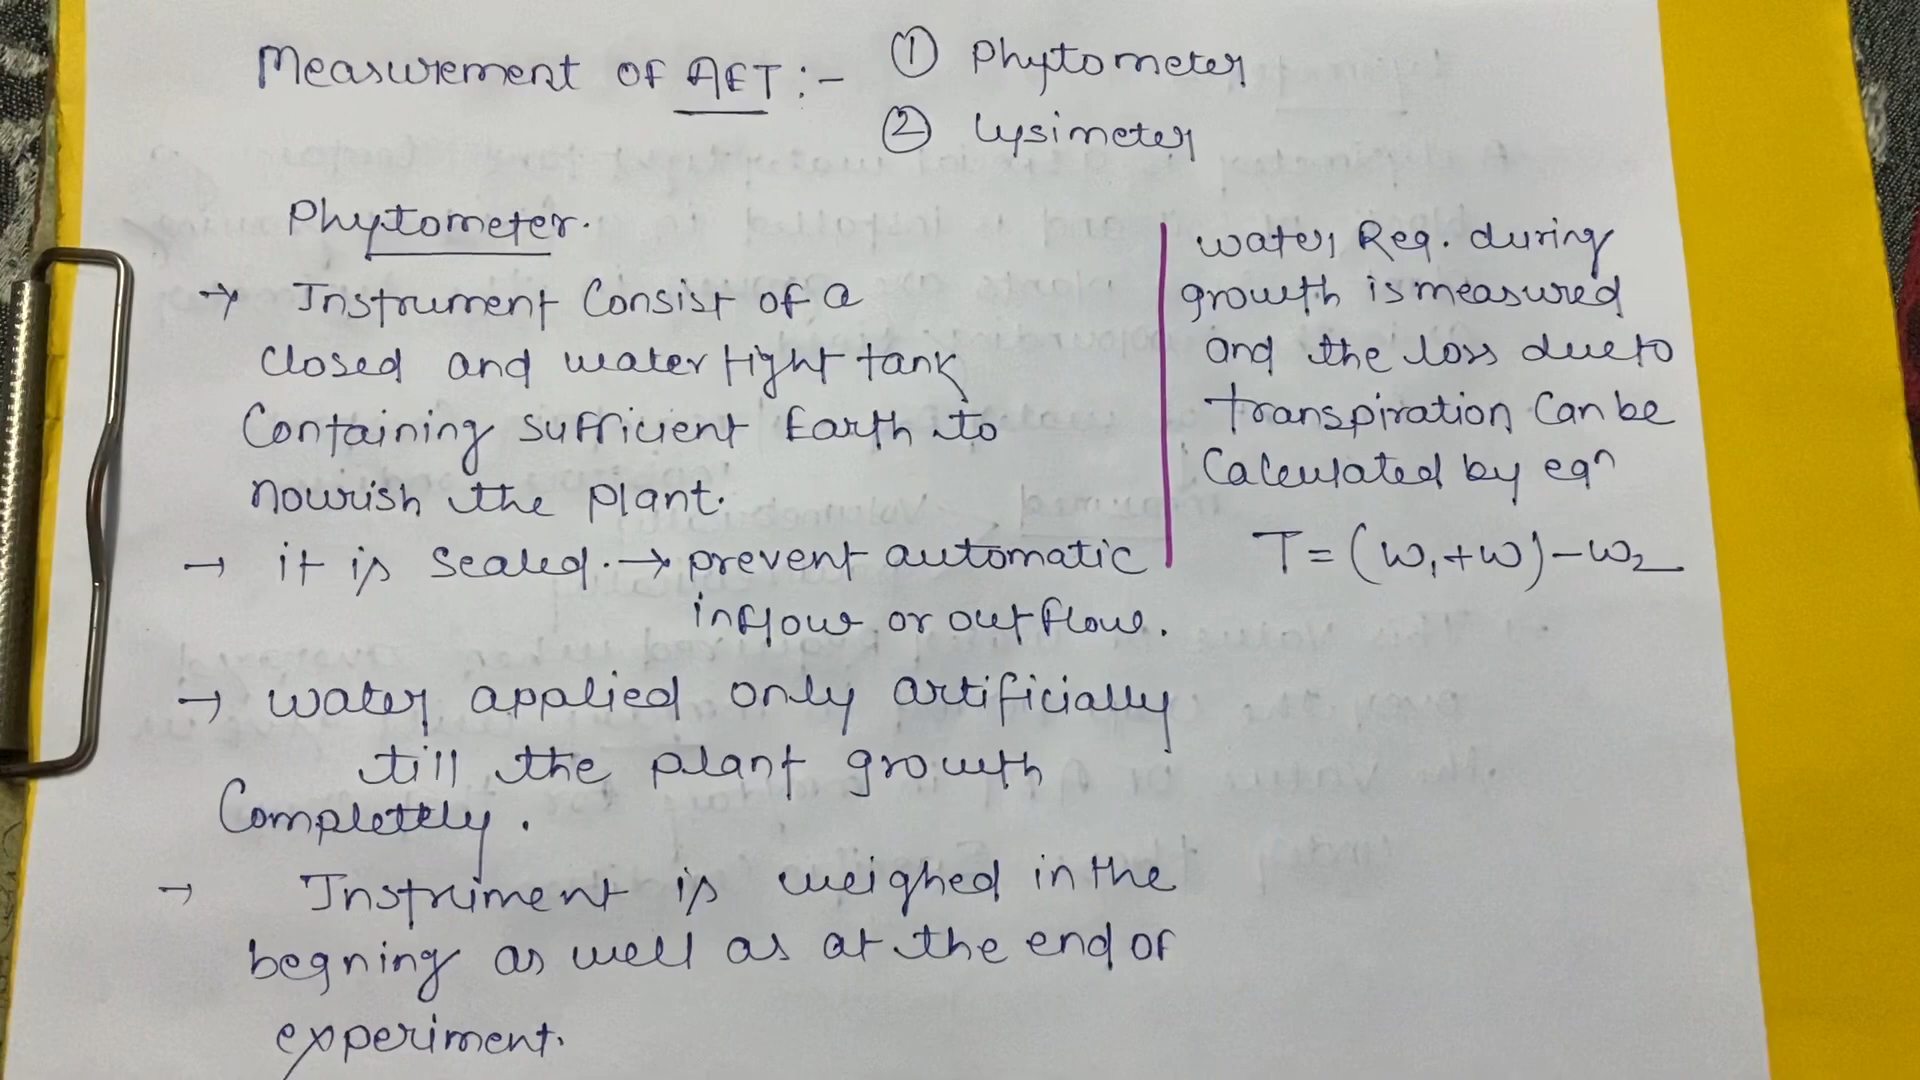 Measurement of AET :- ① Phytometer
② Lysimeter
Phytometer.
→ Instrument Consist of a
closed and water tight tank
Containing sufficient Earth to
nourish the plant.
→ it is sealed. → prevent automatic
inflow or outflow.
→ water applied only artificially
till the plant growth
Completely.
→ Instriment is weighed in the
begning as well as at the end of
experiment.
water Req. during
growth is measured
and the loss due to
transpiration Can be
Calculated by eqn
T = (w₁+w) - w₂